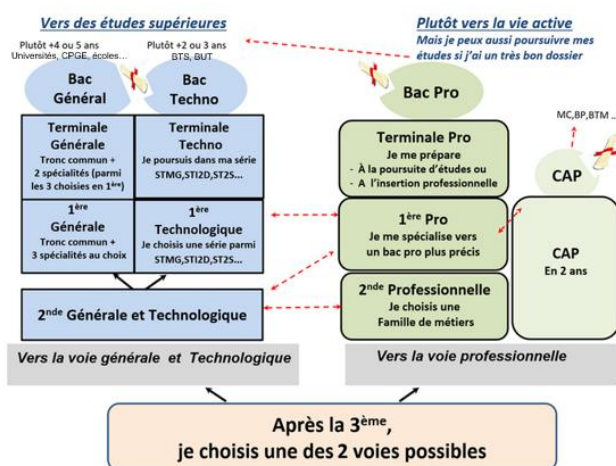 Vers des études supérieures
Plutôt vers la vie active
Mais je peux aussi poursuivre mes
études si j'ai un très bon dossier
Plutôt +4 ou 5 ans
Universités, CPGE, écoles...
Plutôt +2 ou 3 ans
BTS, BUT
Bac
Général
Bac
Techno
Bac Pro
MC,BP,BTM ...
CAP
Terminale
Générale
Tronc commun +
2 spécialités (parmi
les 3 choisies en 1ère)
Terminale
Techno
Je poursuis dans ma série
STMG,STI2D,ST2S...
Terminale Pro
Je me prépare
- À la poursuite d'études ou
- A l'insertion professionnelle
1ère
Générale
Tronc commun +
3 spécialités au choix
1ère
Technologique
Je choisis une série parmi
STMG,STI2D,ST2S...
1ère Pro
Je me spécialise vers
un bac pro plus précis
CAP
En 2 ans
2nde Générale et Technologique
2nde Professionnelle
Je choisis une
Famille de métiers
Vers la voie générale et Technologique
Vers la voie professionnelle
Après la 3ème,
je choisis une des 2 voies possibles